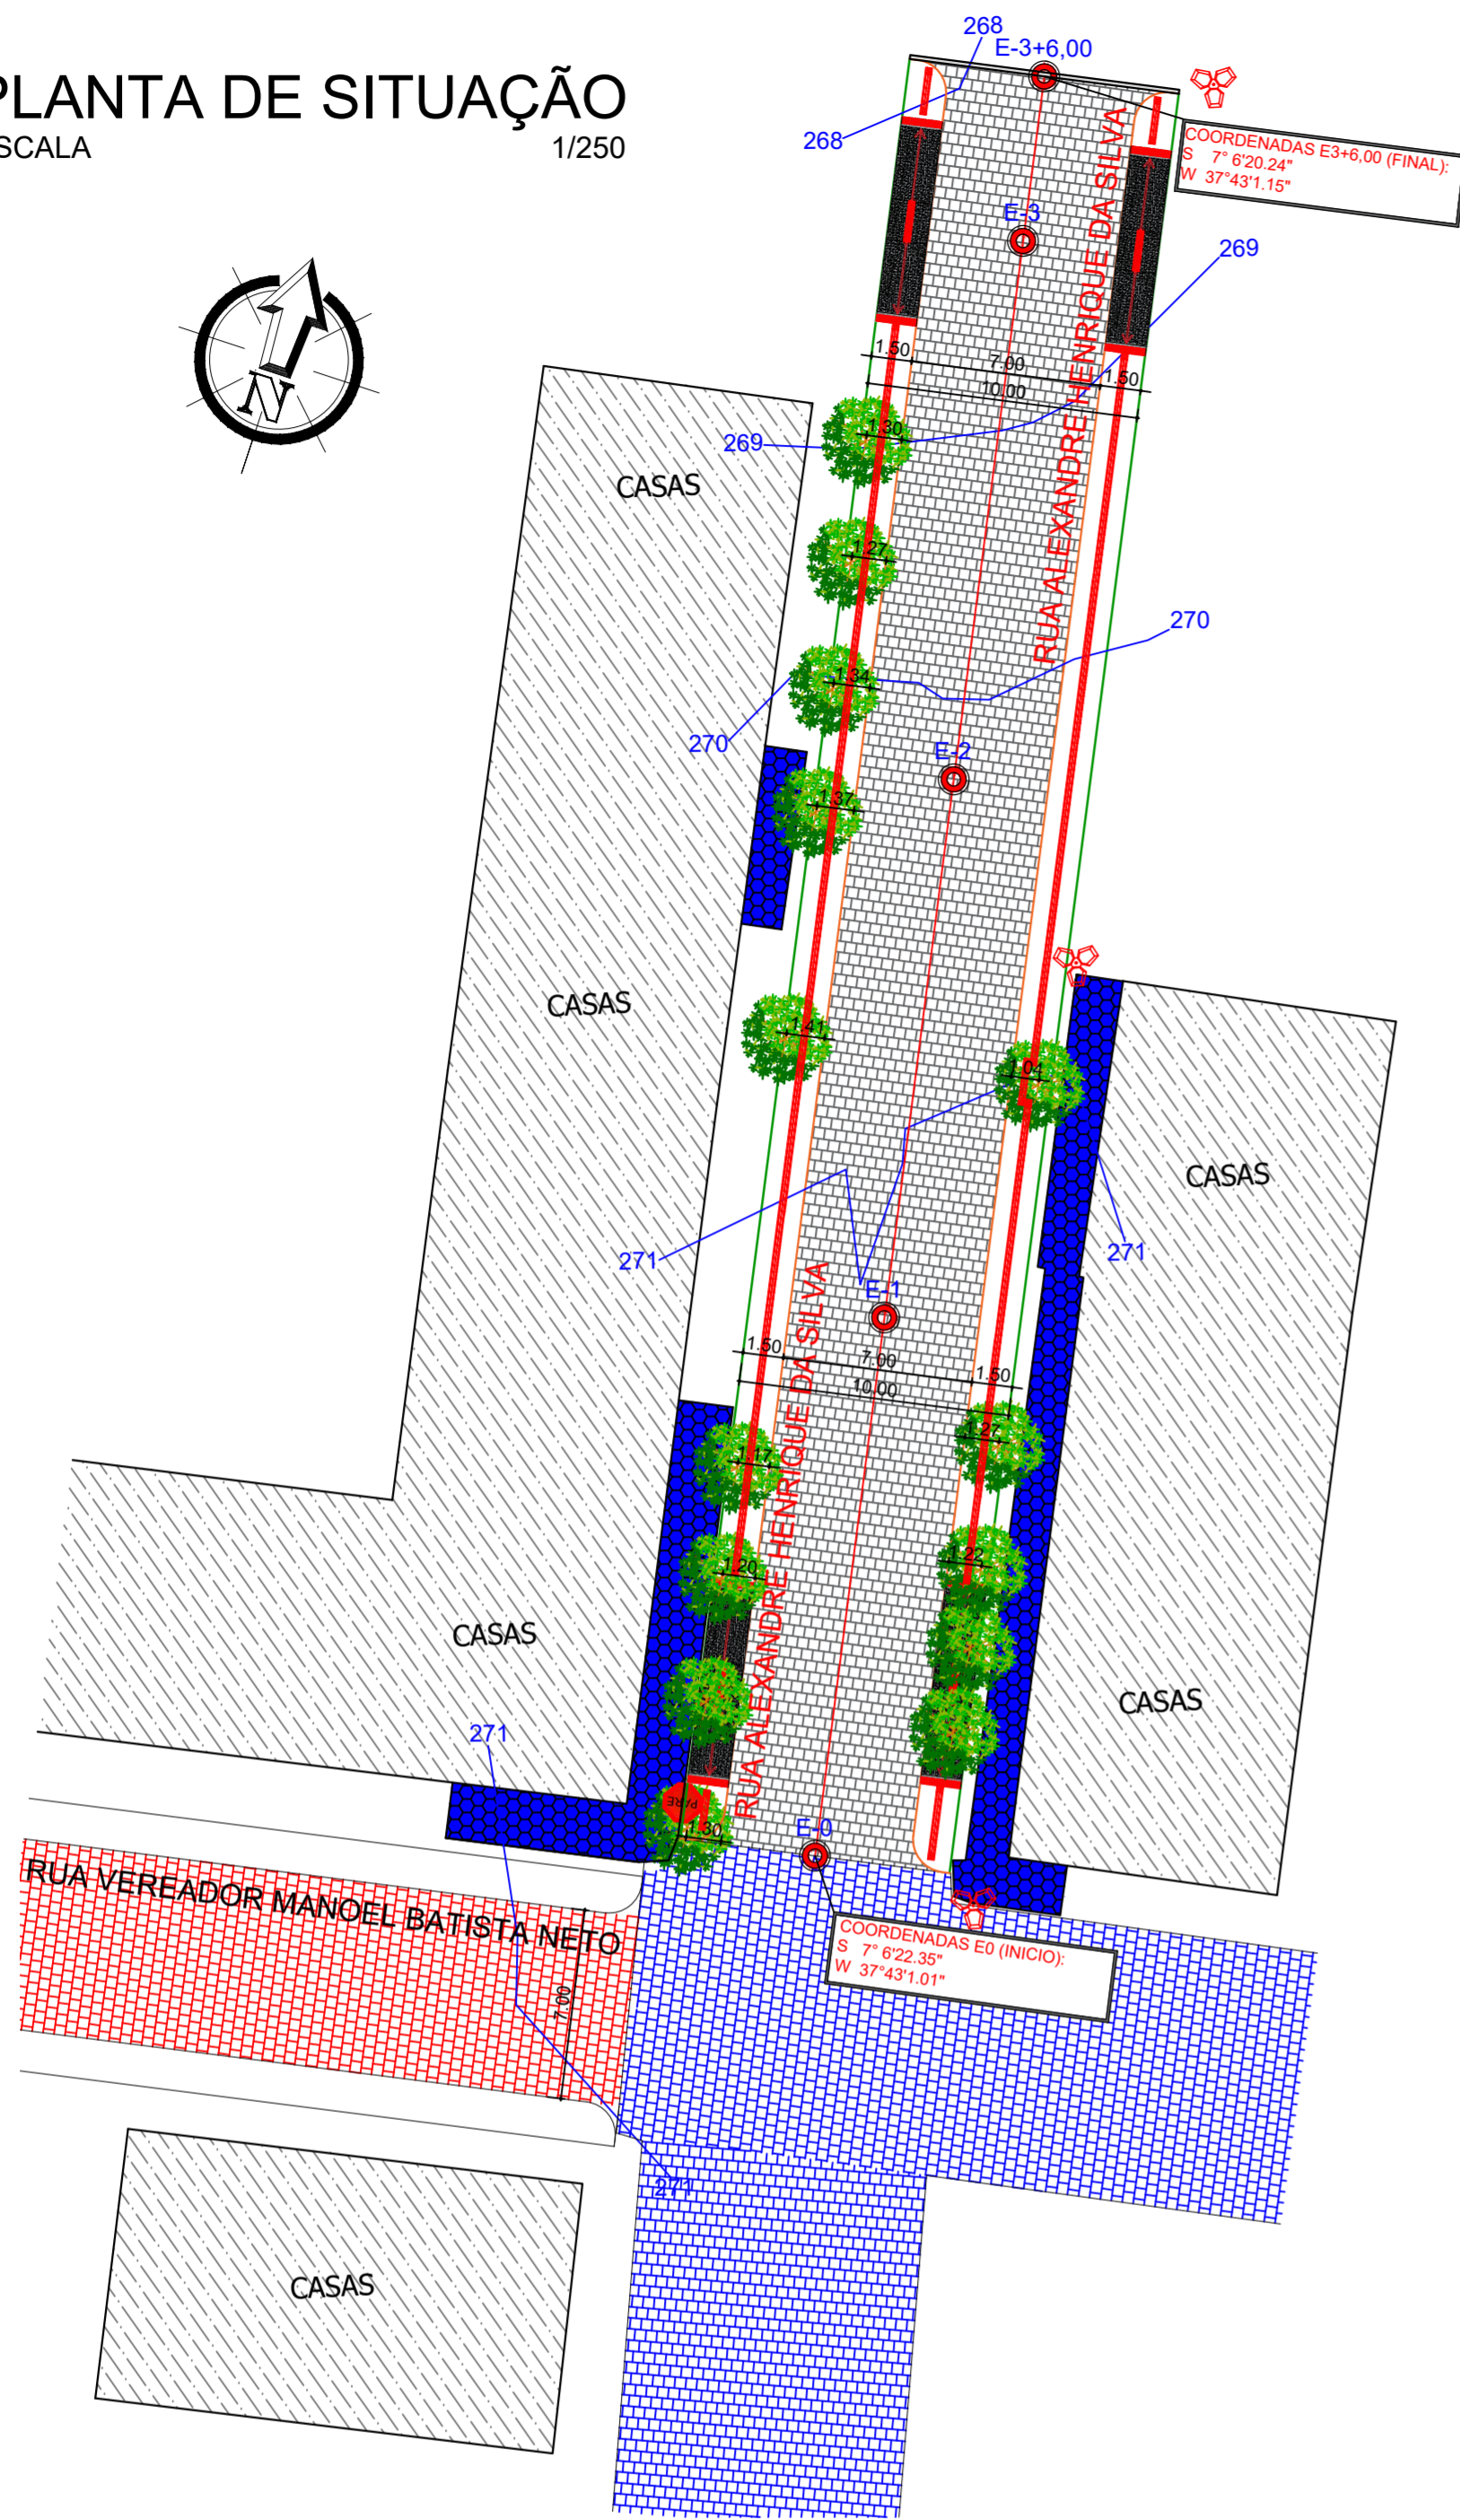 268
E-3+6,00
PLANTA DE SITUAÇÃO
ESCALA 1/250
268
COORDENADAS E3+6,00 (FINAL):
S 7° 6'20.24"
W 37°43'1.15"
RUA ALEXANDRE HENRIQUE DA SILVA
E-3
269
N
1.50
7.00
1.50
10.00
1.30
269
CASAS
1.27
270
1.34
270
E-2
1.37
CASAS
1.41
1.04
CASAS
271
271
E-1
1.50
7.00
1.50
10.00
RUA ALEXANDRE HENRIQUE DA SILVA
1.27
1.17
1.22
1.20
CASAS
CASAS
271
PARE
1.30
E-0
RUA VEREADOR MANOEL BATISTA NETO
COORDENADAS E0 (INICIO):
S 7° 6'22.35"
W 37°43'1.01"
7.00
271
CASAS